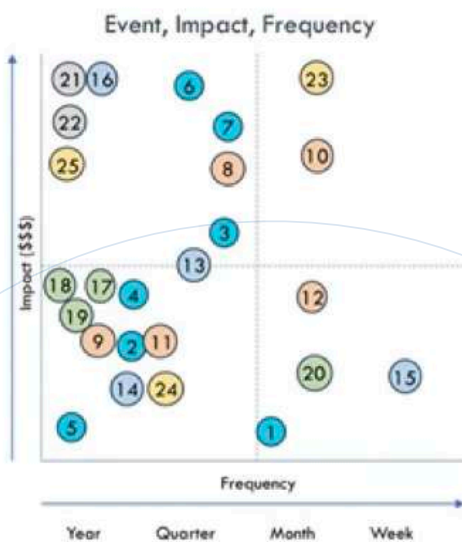 Event, Impact, Frequency
21 16 6 23
22 7
25 8 10
3
13
18 17 4 12
19
9 2 11
20 15
14 24
5 1
Impact ($$$)
Frequency
Year Quarter Month Week